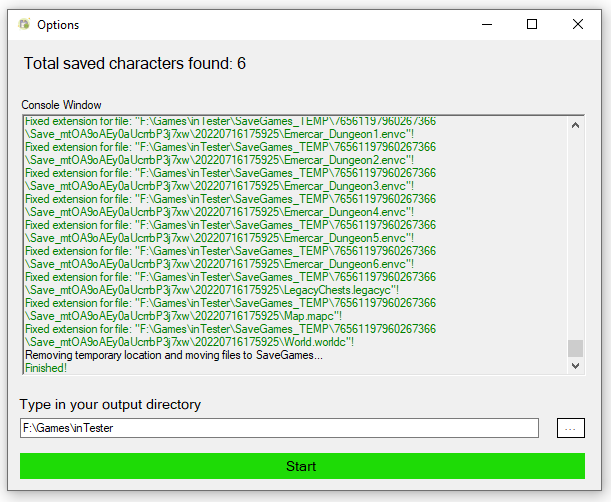 Options
Total saved characters found: 6
Console Window
Fixed extension for file: "F:\Games\inTester\SaveGames_TEMP\76561197960267366
\Save_mtOA9oAEy0aUcrrbP3j7xw\20220716175925\Emercar_Dungeon1.envc"!
Fixed extension for file: "F:\Games\inTester\SaveGames_TEMP\76561197960267366
\Save_mtOA9oAEy0aUcrrbP3j7xw\20220716175925\Emercar_Dungeon2.envc"!
Fixed extension for file: "F:\Games\inTester\SaveGames_TEMP\76561197960267366
\Save_mtOA9oAEy0aUcrrbP3j7xw\20220716175925\Emercar_Dungeon3.envc"!
Fixed extension for file: "F:\Games\inTester\SaveGames_TEMP\76561197960267366
\Save_mtOA9oAEy0aUcrrbP3j7xw\20220716175925\Emercar_Dungeon4.envc"!
Fixed extension for file: "F:\Games\inTester\SaveGames_TEMP\76561197960267366
\Save_mtOA9oAEy0aUcrrbP3j7xw\20220716175925\Emercar_Dungeon5.envc"!
Fixed extension for file: "F:\Games\inTester\SaveGames_TEMP\76561197960267366
\Save_mtOA9oAEy0aUcrrbP3j7xw\20220716175925\Emercar_Dungeon6.envc"!
Fixed extension for file: "F:\Games\inTester\SaveGames_TEMP\76561197960267366
\Save_mtOA9oAEy0aUcrrbP3j7xw\20220716175925\LegacyChests.legacyc"!
Fixed extension for file: "F:\Games\inTester\SaveGames_TEMP\76561197960267366
\Save_mtOA9oAEy0aUcrrbP3j7xw\20220716175925\Map.mapc"!
Fixed extension for file: "F:\Games\inTester\SaveGames_TEMP\76561197960267366
\Save_mtOA9oAEy0aUcrrbP3j7xw\20220716175925\World.worldc"!
Removing temporary location and moving files to SaveGames...
Finished!
Type in your output directory
F:\Games\inTester
...
Start